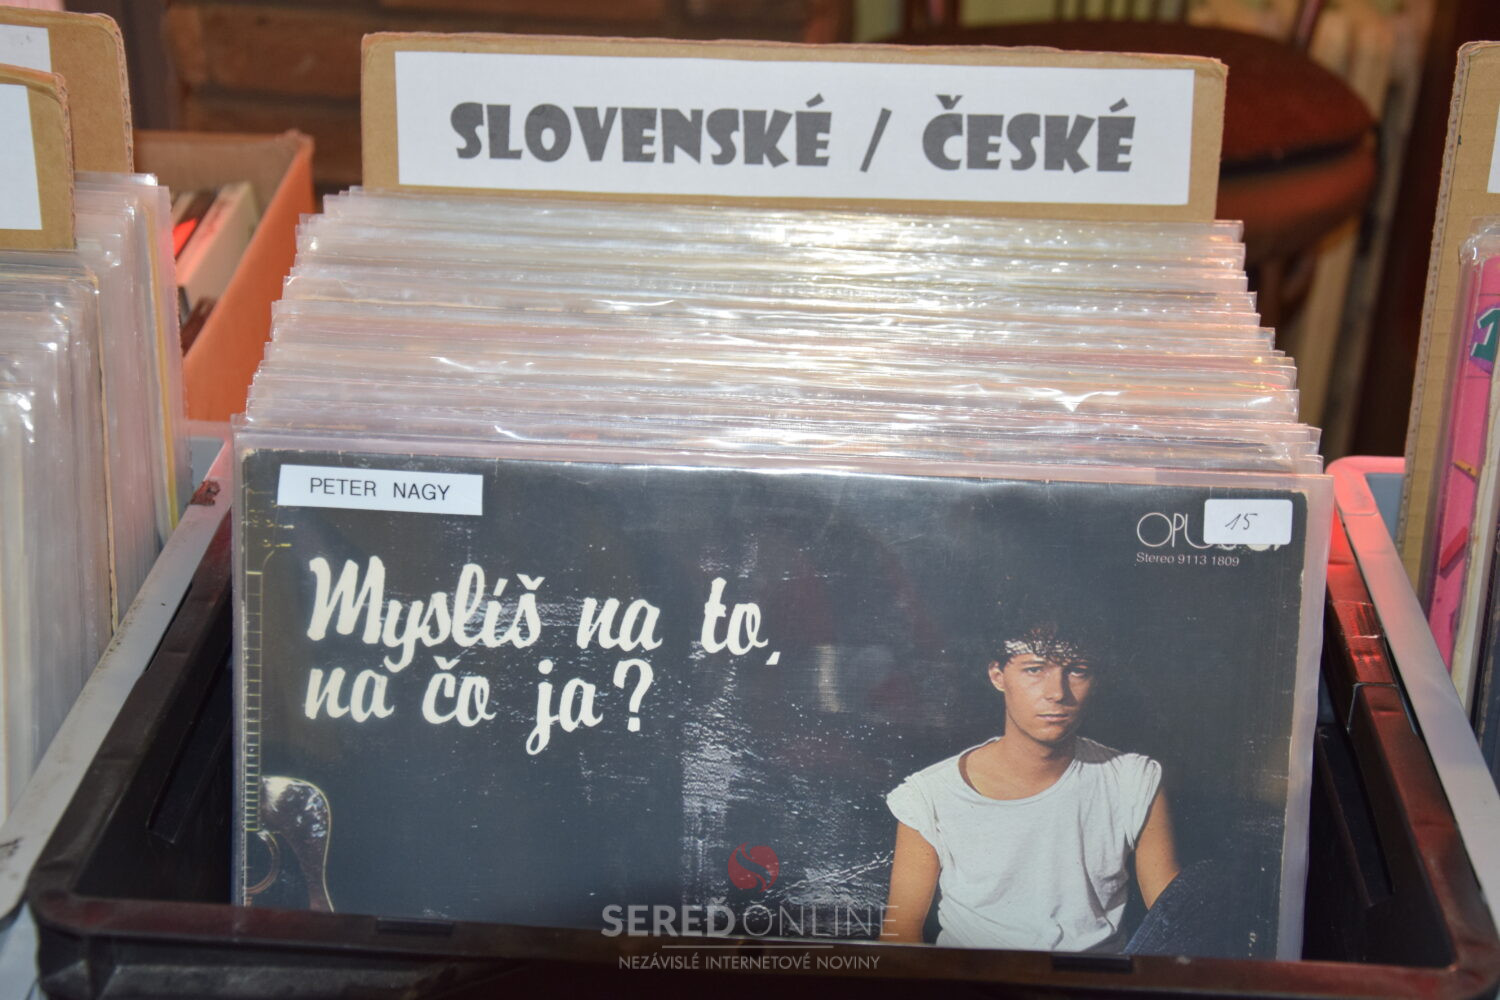 SLOVENSKÉ / ČESKÉ
PETER NAGY
15
Stereo 9113 1809
Myslíš na to,
na čo ja?
SEREĎONLINE
NEZÁVISLÉ INTERNETOVÉ NOVINY